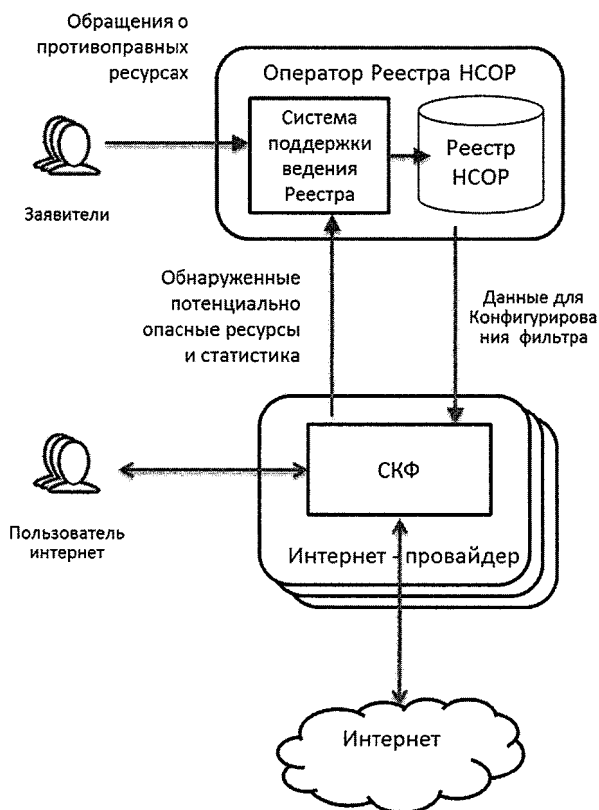 Обращения о
противоправных
ресурсах
Оператор Реестра НСОР
Система
поддержки
ведения
Реестра
Реестр
НСОР
Заявители
Обнаруженные
потенциально
опасные ресурсы
и статистика
Данные для
Конфигурирова
ния фильтра
СКФ
Пользователь
интернет
Интернет - провайдер
Интернет